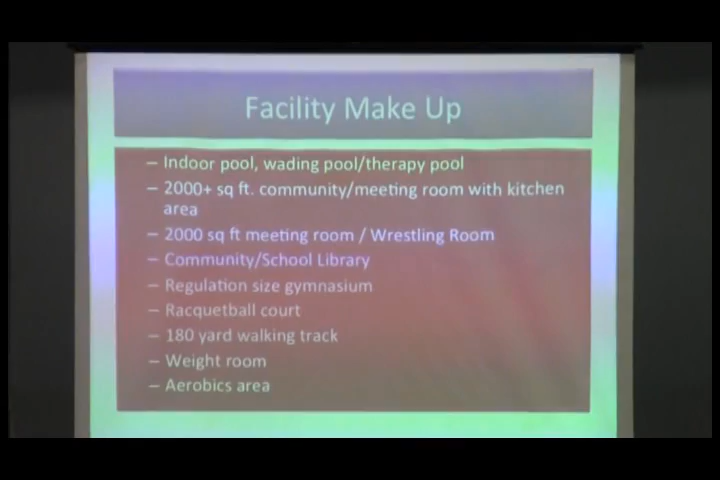 Facility Make Up
– Indoor pool, wading pool/therapy pool
– 2000+ sq ft. community/meeting room with kitchen
area
– 2000 sq ft meeting room / Wrestling Room
– Community/School Library
– Regulation size gymnasium
– Racquetball court
– 180 yard walking track
– Weight room
– Aerobics area